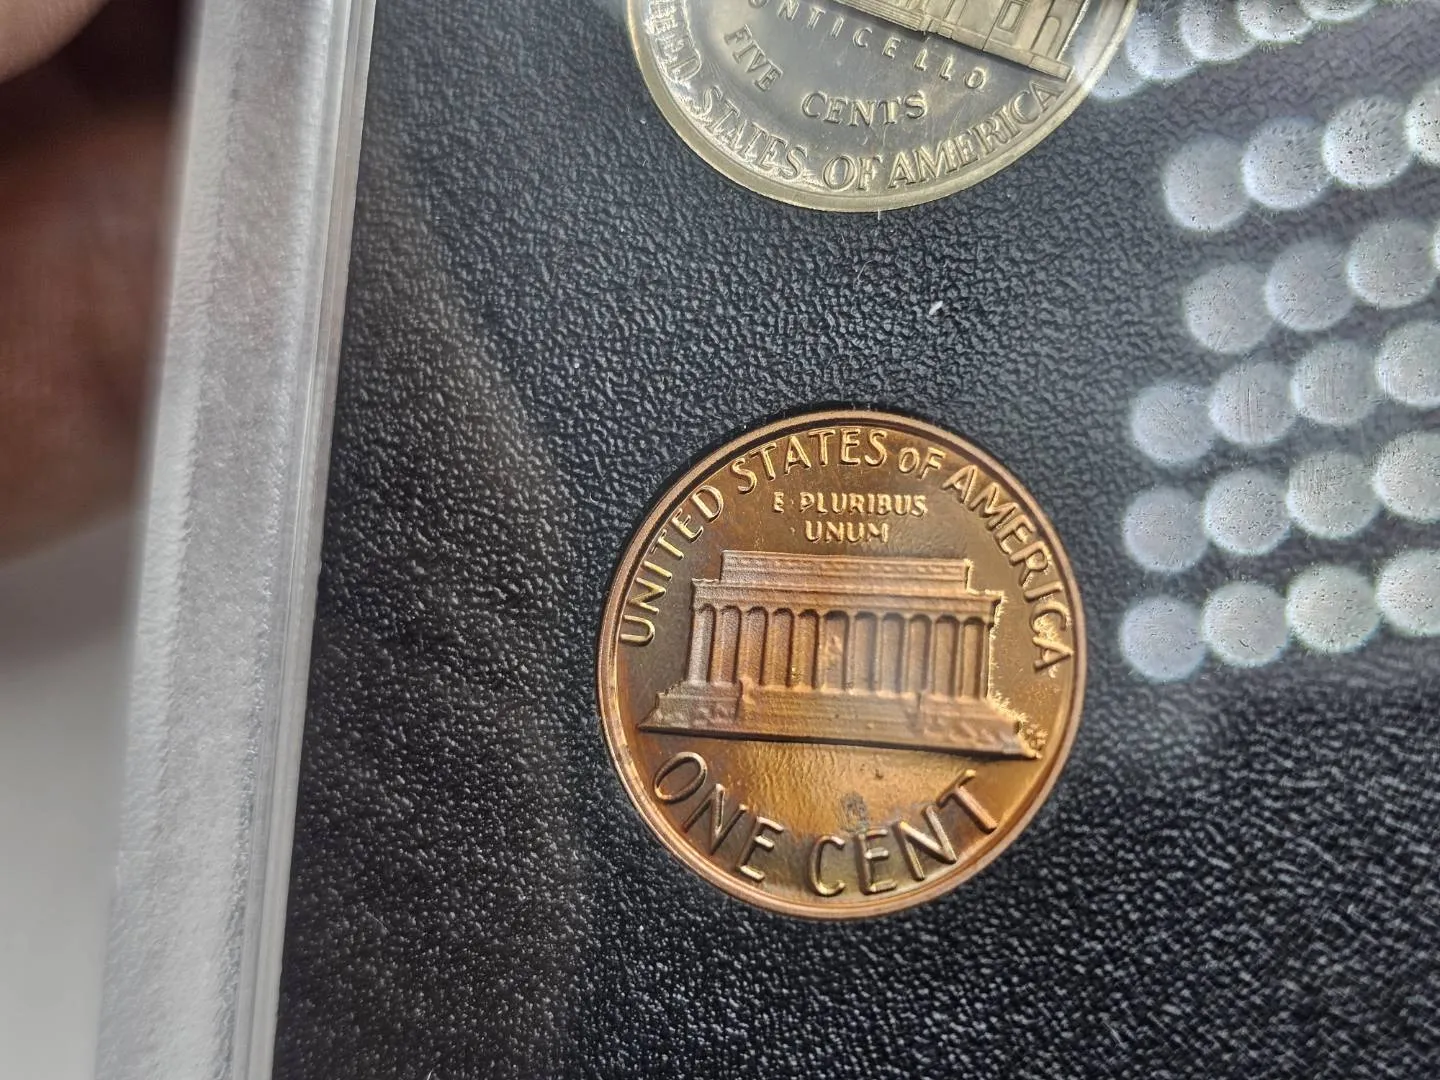 MONTICELLO
FIVE CENTS
UNITED STATES OF AMERICA
UNITED STATES OF AMERICA
E·PLURIBUS
UNUM
ONE CENT